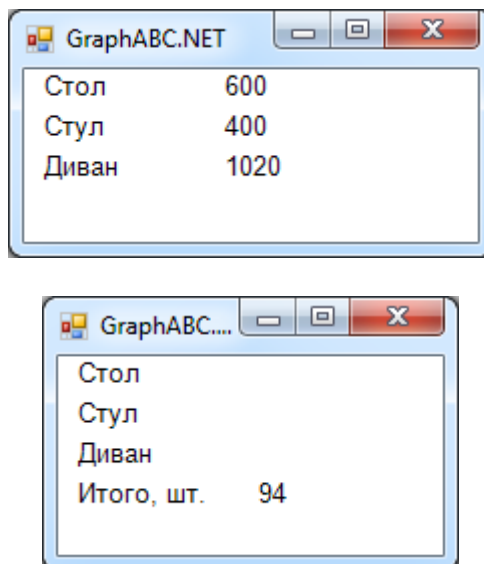 GraphABC.NET
Стол 600
Стул 400
Диван 1020
GraphABC....
Стол
Стул
Диван
Итого, шт. 94